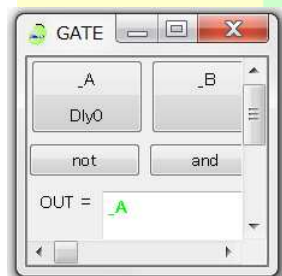 GATE
_A
Dly0
_B
not
and
OUT = _A